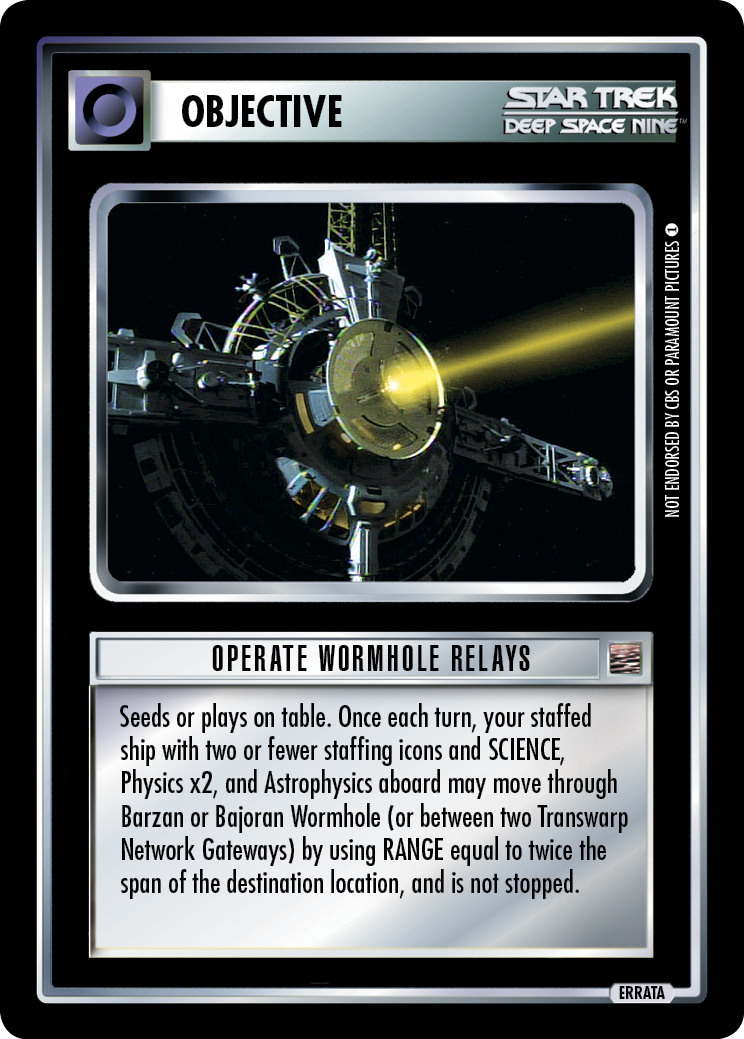 OBJECTIVE
STAR TREK
DEEP SPACE NINE™
NOT ENDORSED BY CBS OR PARAMOUNT PICTURES 1
OPERATE WORMHOLE RELAYS
Seeds or plays on table. Once each turn, your staffed
ship with two or fewer staffing icons and SCIENCE,
Physics x2, and Astrophysics aboard may move through
Barzan or Bajoran Wormhole (or between two Transwarp
Network Gateways) by using RANGE equal to twice the
span of the destination location, and is not stopped.
ERRATA